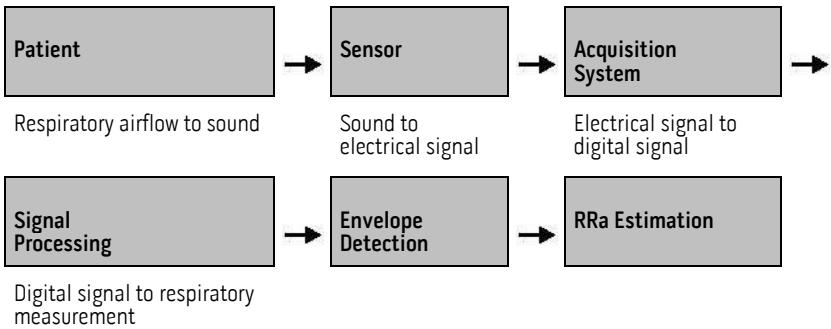 Patient
Sensor
Acquisition
System
Respiratory airflow to sound
Sound to
electrical signal
Electrical signal to
digital signal
Signal
Processing
Envelope
Detection
RRa Estimation
Digital signal to respiratory
measurement